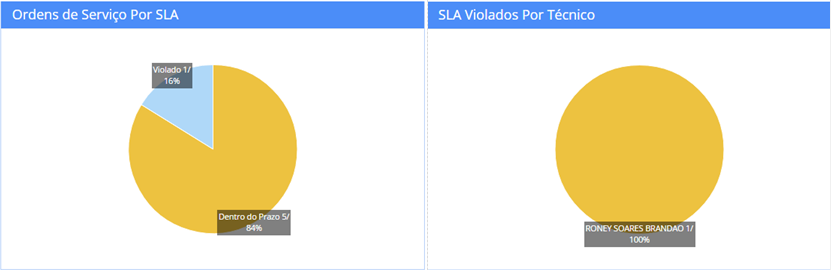 Ordens de Serviço Por SLA
Violado 1/
16%
Dentro do Prazo 5/
84%
SLA Violados Por Técnico
RONEY SOARES BRANDAO 1/
100%